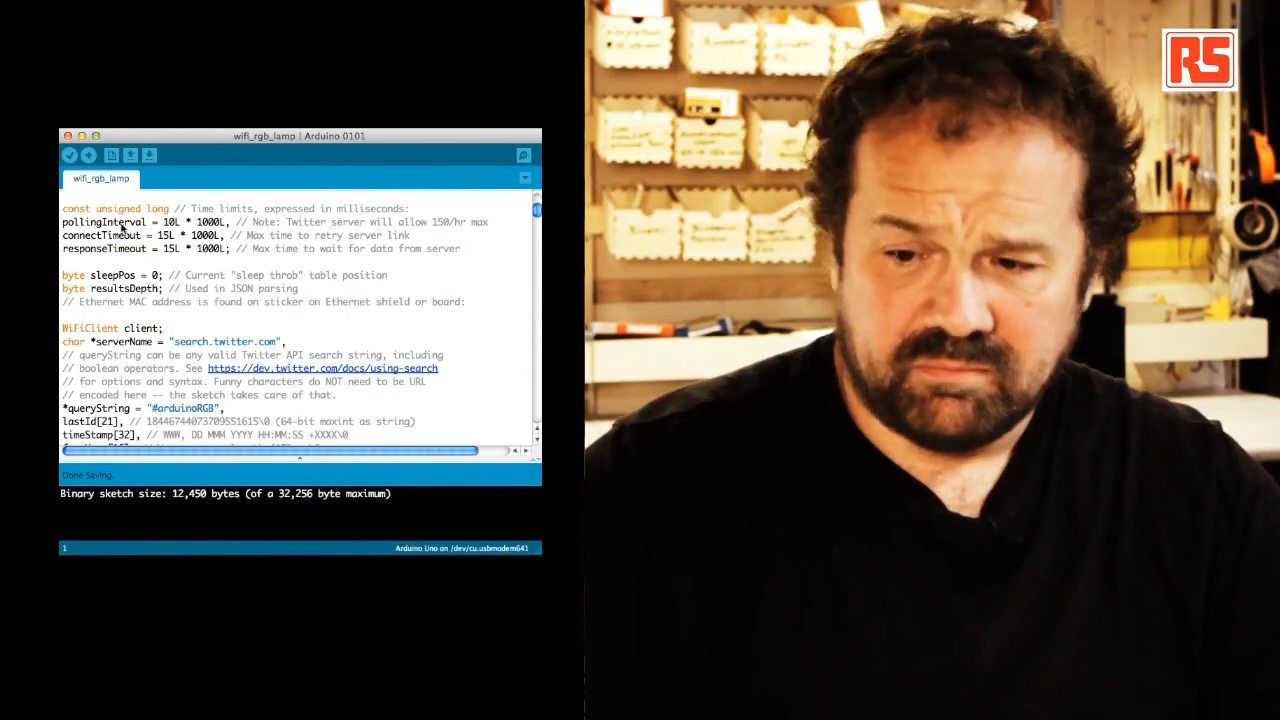 RS
wifi_rgb_lamp | Arduino 0101
wifi_rgb_lamp
const unsigned long // Time limits, expressed in milliseconds:
pollingInterval = 10L * 1000L, // Note: Twitter server will allow 150/hr max
connectTimeout = 15L * 1000L, // Max time to retry server link
responseTimeout = 15L * 1000L; // Max time to wait for data from server
byte sleepPos = 0; // Current "sleep throb" table position
byte resultsDepth; // Used in JSON parsing
// Ethernet MAC address is found on sticker on Ethernet shield or board:
WiFiClient client;
char *serverName = "search.twitter.com",
// queryString can be any valid Twitter API search string, including
// boolean operators. See https://dev.twitter.com/docs/using-search
// for options and syntax. Funny characters do NOT need to be URL
// encoded here -- the sketch takes care of that.
*queryString = "#arduinoRGB",
lastId[21], // 18446744073709551615\0 (64-bit maxint as string)
timeStamp[32], // WWW, DD MMM YYYY HH:MM:SS +XXXX\0
Done Saving.
Binary sketch size: 12,450 bytes (of a 32,256 byte maximum)
1
Arduino Uno on /dev/cu.usbmodem641